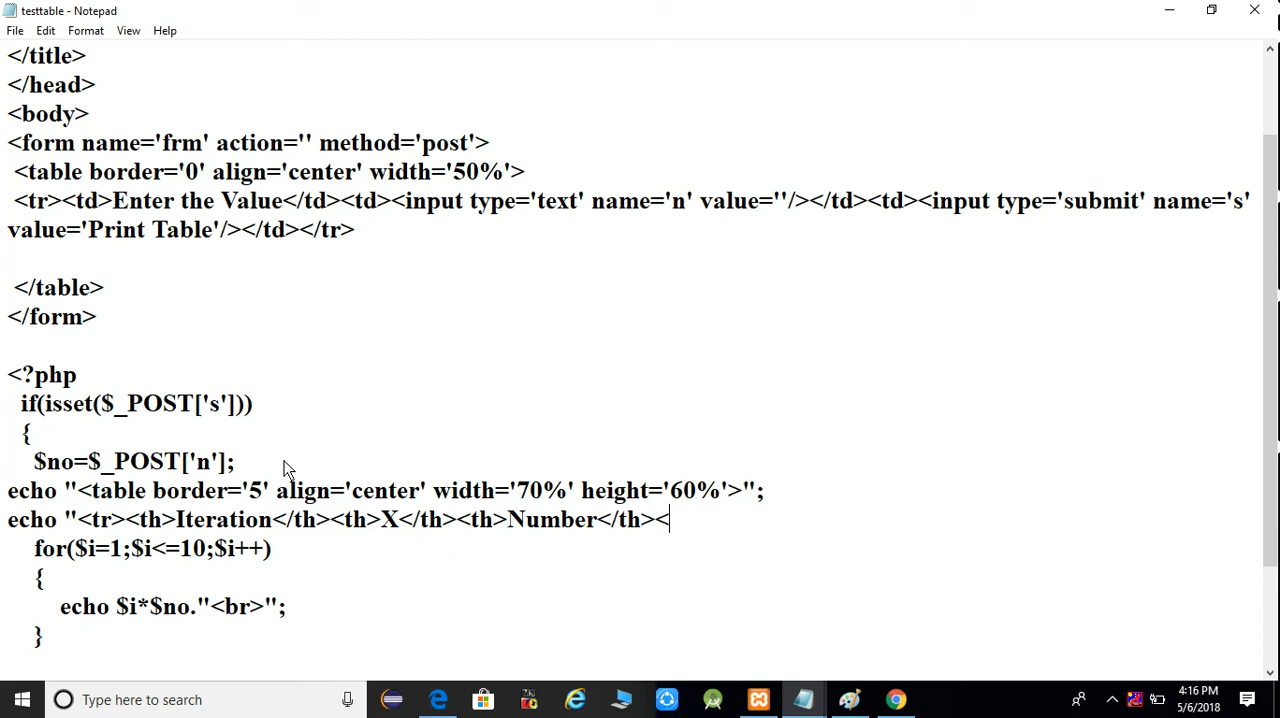 testtable - Notepad
File Edit Format View Help
</title>
</head>
<body>
<form name='frm' action='' method='post'>
<table border='0' align='center' width='50%'>
<tr><td>Enter the Value</td><td><input type='text' name='n' value=''/></td><td><input type='submit' name='s'
value='Print Table'/></td></tr>
</table>
</form>
<?php
if(isset($_POST['s']))
{
$no=$_POST['n'];
echo "<table border='5' align='center' width='70%' height='60%'>";
echo "<tr><th>Iteration</th><th>X</th><th>Number</th><
for($i=1;$i<=10;$i++)
{
echo $i*$no."<br>";
}
Type here to search
4:16 PM
5/6/2018